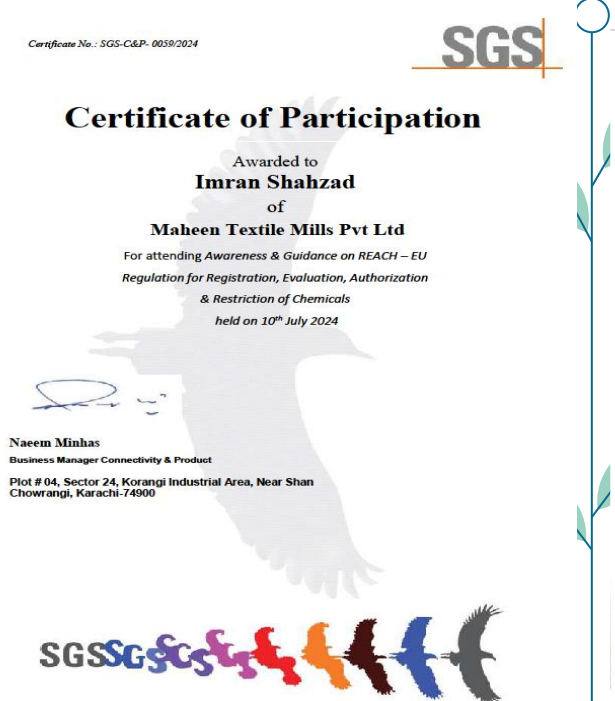 Certificate No.: SGS-C&P- 0059/2024
SGS
Certificate of Participation
Awarded to
Imran Shahzad
of
Maheen Textile Mills Pvt Ltd
For attending Awareness & Guidance on REACH – EU
Regulation for Registration, Evaluation, Authorization
& Restriction of Chemicals
held on 10th July 2024
Naeem Minhas
Business Manager Connectivity & Product
Plot # 04, Sector 24, Korangi Industrial Area, Near Shan
Chowrangi, Karachi-74900
SGSSGSSGS